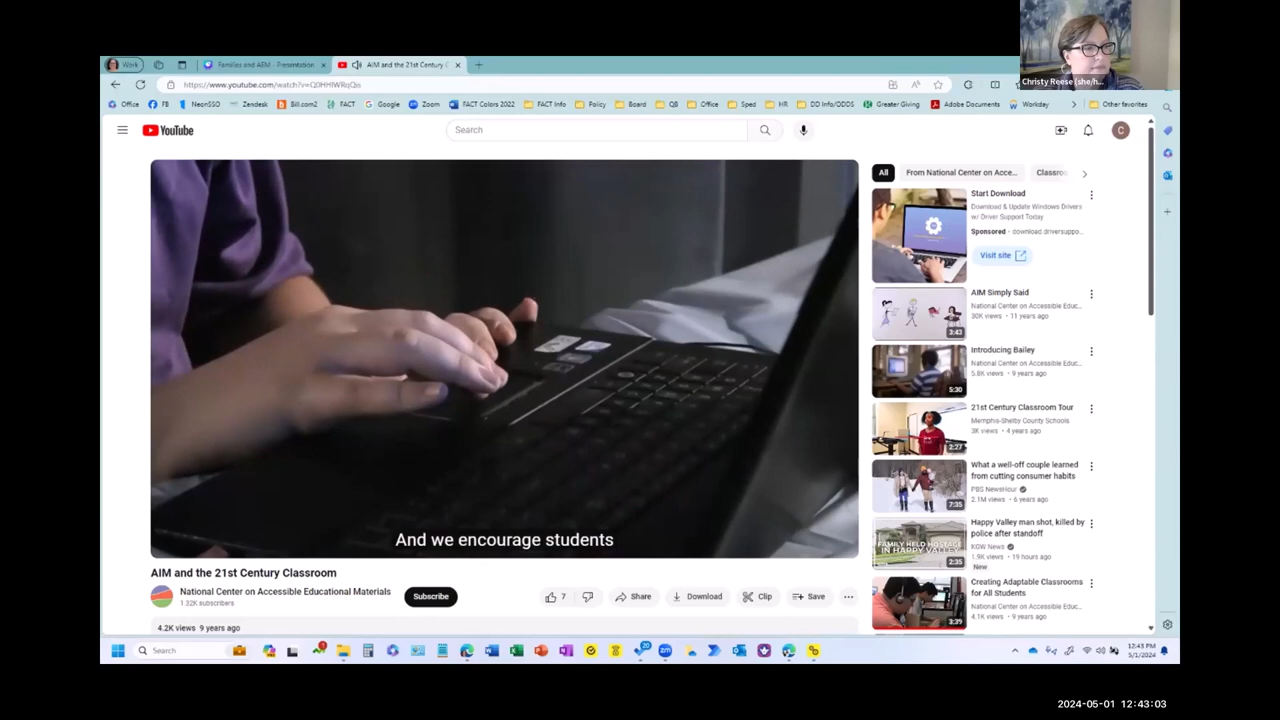 Christy Reese (she/h...
Work
Families and AEM - Presentation
AIM and the 21st Century C
https://www.youtube.com/watch?v=
Office
FB
NeonSSO
Zendesk
Bill.com2
FACT
Google
Zoom
FACT Colors 2022
FACT Info
Policy
Board
QB
Office
Sped
HR
DD Info/ODDS
Greater Giving
Adobe Documents
Workday
Other favorites
YouTube
Search
C
All
From National Center on Acce...
Classroo
Start Download
Download & Update Windows Drivers
w/ Driver Support Today
Sponsored · download.driversuppo...
Visit site
AIM Simply Said
National Center on Accessible Educ...
30K views • 11 years ago
3:43
Introducing Bailey
National Center on Accessible Educ...
5.8K views • 9 years ago
5:30
21st Century Classroom Tour
Memphis-Shelby County Schools
3K views • 4 years ago
2:27
What a well-off couple learned
from cutting consumer habits
PBS NewsHour
2.1M views • 6 years ago
7:35
Happy Valley man shot, killed by
police after standoff
KGW News
1.9K views • 19 hours ago
New
FAMILY HELD HOSTAGE
IN HAPPY VALLEY
2:35
Creating Adaptable Classrooms
for All Students
National Center on Accessible Educ...
4.1K views • 9 years ago
3:39
And we encourage students
AIM and the 21st Century Classroom
National Center on Accessible Educational Materials
1.32K subscribers
Subscribe
7
Share
Download
Clip
Save
4.2K views 9 years ago
Search
12:43 PM
5/1/2024
2024-05-01 12:43:03